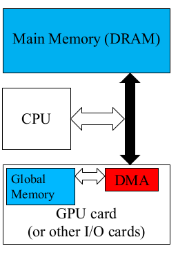 Main Memory (DRAM)
CPU
Global
Memory
DMA
GPU card
(or other I/O cards)